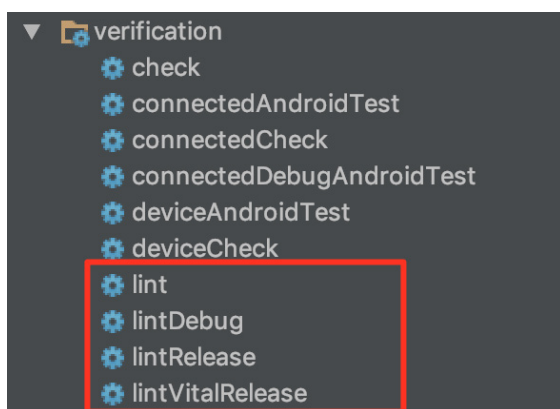 verification
check
connectedAndroidTest
connectedCheck
connectedDebugAndroidTest
deviceAndroidTest
deviceCheck
lint
lintDebug
lintRelease
lintVitalRelease